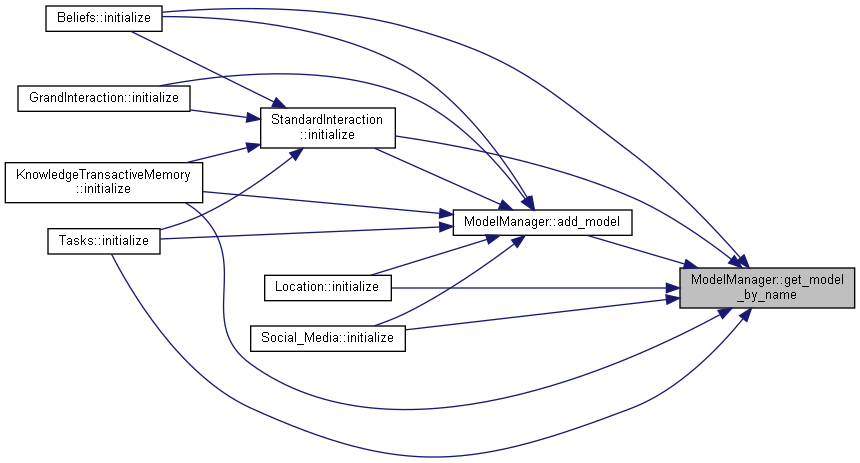 Beliefs::initialize
GrandInteraction::initialize
StandardInteraction
::initialize
KnowledgeTransactiveMemory
::initialize
Tasks::initialize
ModelManager::add_model
Location::initialize
Social_Media::initialize
ModelManager::get_model
_by_name